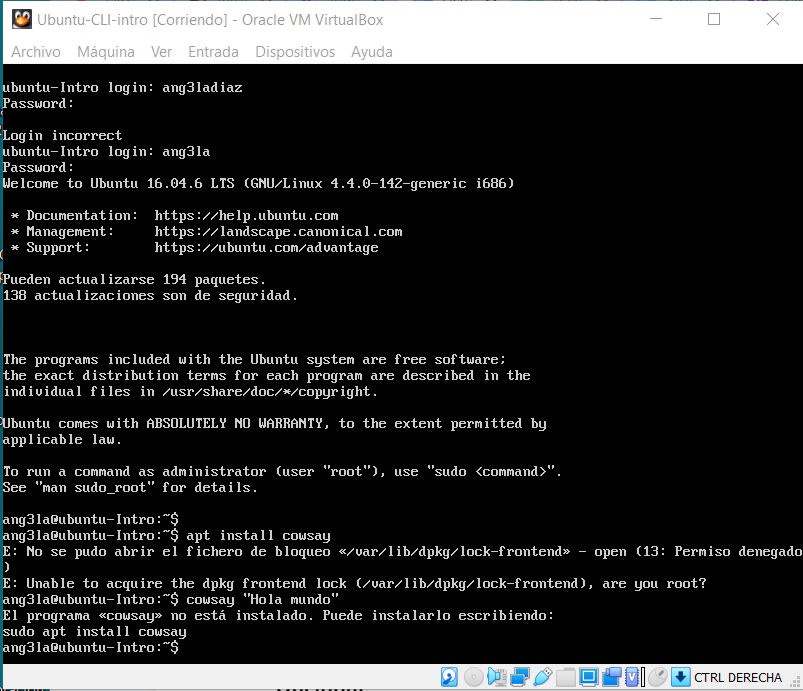 Ubuntu-CLI-intro [Corriendo] - Oracle VM VirtualBox
Archivo Máquina Ver Entrada Dispositivos Ayuda
ubuntu-Intro login: ang3ladiaz
Password:
Login incorrect
ubuntu-Intro login: ang3la
Password:
Welcome to Ubuntu 16.04.6 LTS (GNU/Linux 4.4.0-142-generic i686)
* Documentation: https://help.ubuntu.com
* Management: https://landscape.canonical.com
* Support: https://ubuntu.com/advantage
Pueden actualizarse 194 paquetes.
138 actualizaciones son de seguridad.
The programs included with the Ubuntu system are free software;
the exact distribution terms for each program are described in the
individual files in /usr/share/doc/*/copyright.
Ubuntu comes with ABSOLUTELY NO WARRANTY, to the extent permitted by
applicable law.
To run a command as administrator (user "root"), use "sudo <command>".
See "man sudo_root" for details.
ang3la@ubuntu-Intro:~$
ang3la@ubuntu-Intro:~$ apt install cowsay
E: No se pudo abrir el fichero de bloqueo «/var/lib/dpkg/lock-frontend» - open (13: Permiso denegado
)
E: Unable to acquire the dpkg frontend lock (/var/lib/dpkg/lock-frontend), are you root?
ang3la@ubuntu-Intro:~$ cowsay "Hola mundo"
El programa «cowsay» no está instalado. Puede instalarlo escribiendo:
sudo apt install cowsay
ang3la@ubuntu-Intro:~$
CTRL DERECHA